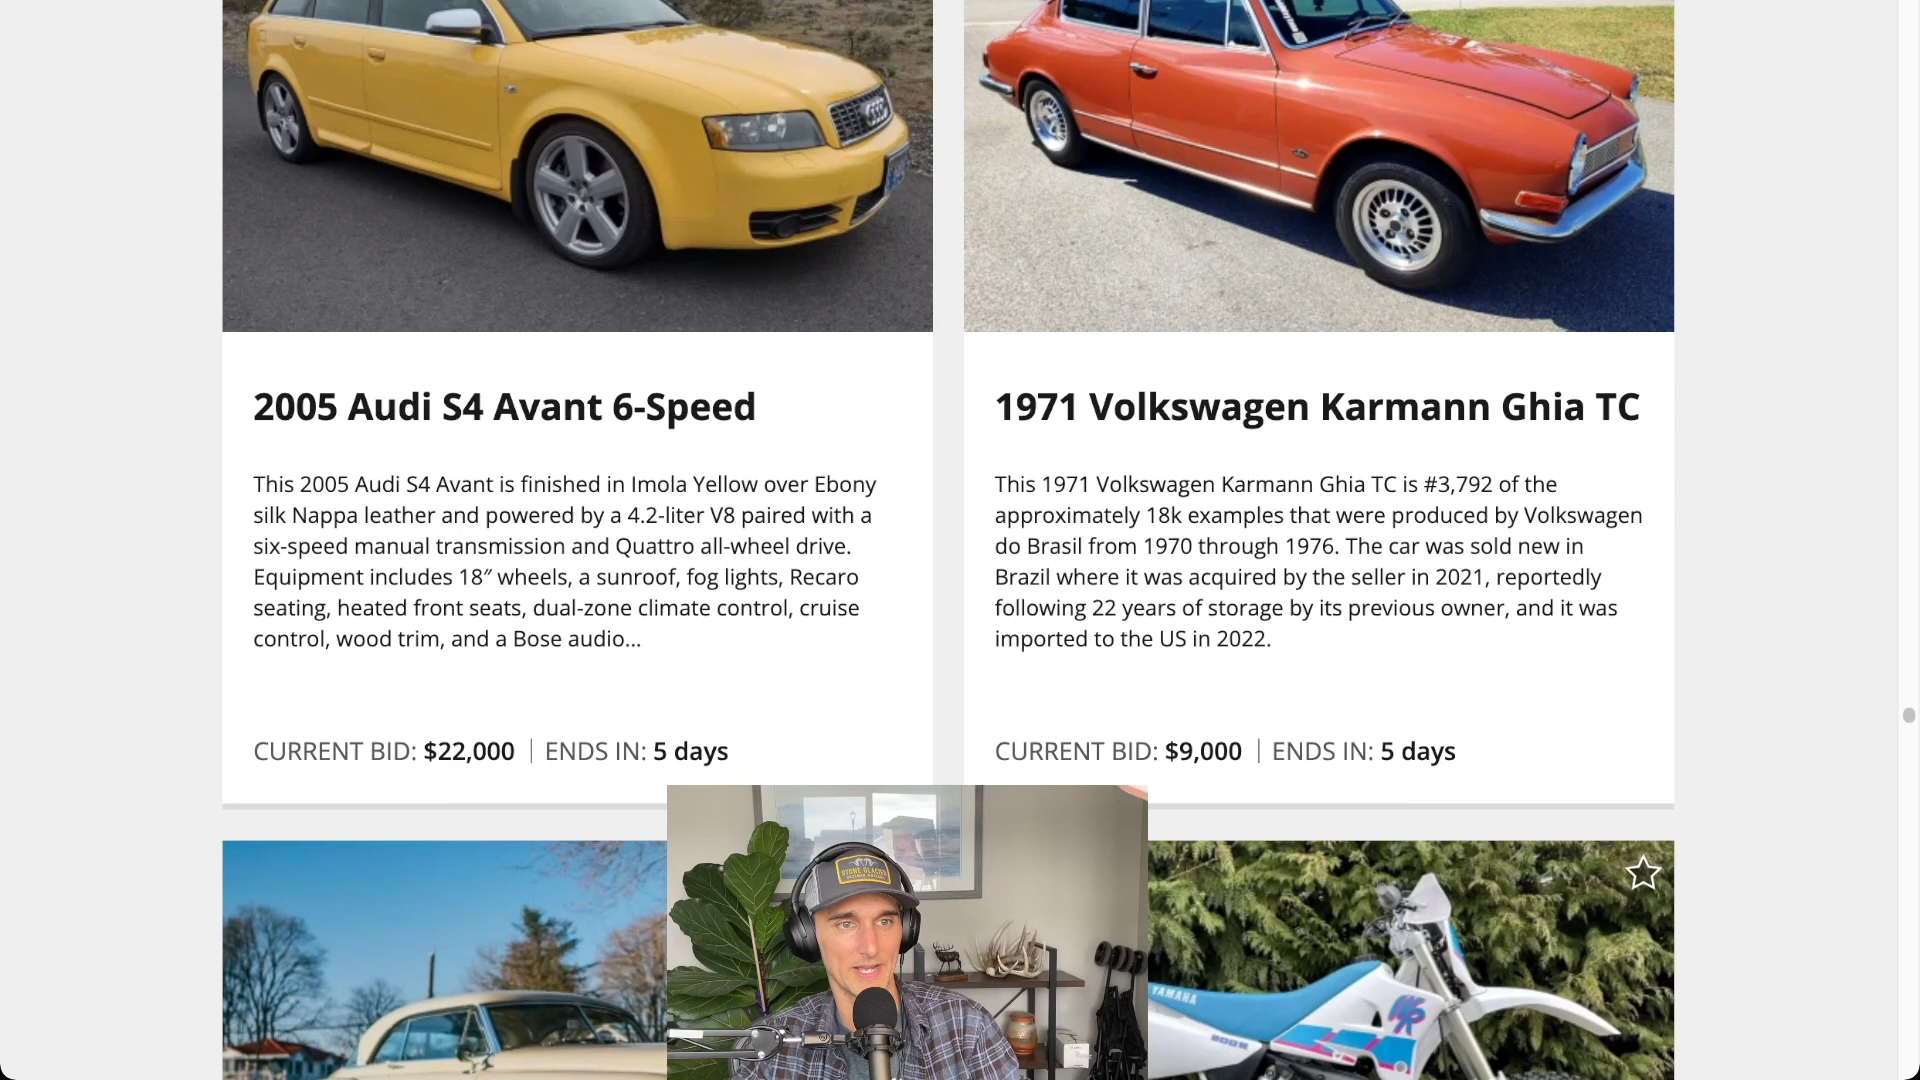 2005 Audi S4 Avant 6-Speed
This 2005 Audi S4 Avant is finished in Imola Yellow over Ebony
silk Nappa leather and powered by a 4.2-liter V8 paired with a
six-speed manual transmission and Quattro all-wheel drive.
Equipment includes 18″ wheels, a sunroof, fog lights, Recaro
seating, heated front seats, dual-zone climate control, cruise
control, wood trim, and a Bose audio...
CURRENT BID: $22,000 | ENDS IN: 5 days
1971 Volkswagen Karmann Ghia TC
This 1971 Volkswagen Karmann Ghia TC is #3,792 of the
approximately 18k examples that were produced by Volkswagen
do Brasil from 1970 through 1976. The car was sold new in
Brazil where it was acquired by the seller in 2021, reportedly
following 22 years of storage by its previous owner, and it was
imported to the US in 2022.
CURRENT BID: $9,000 | ENDS IN: 5 days
STONE GLACIER
YAMAHA
WR